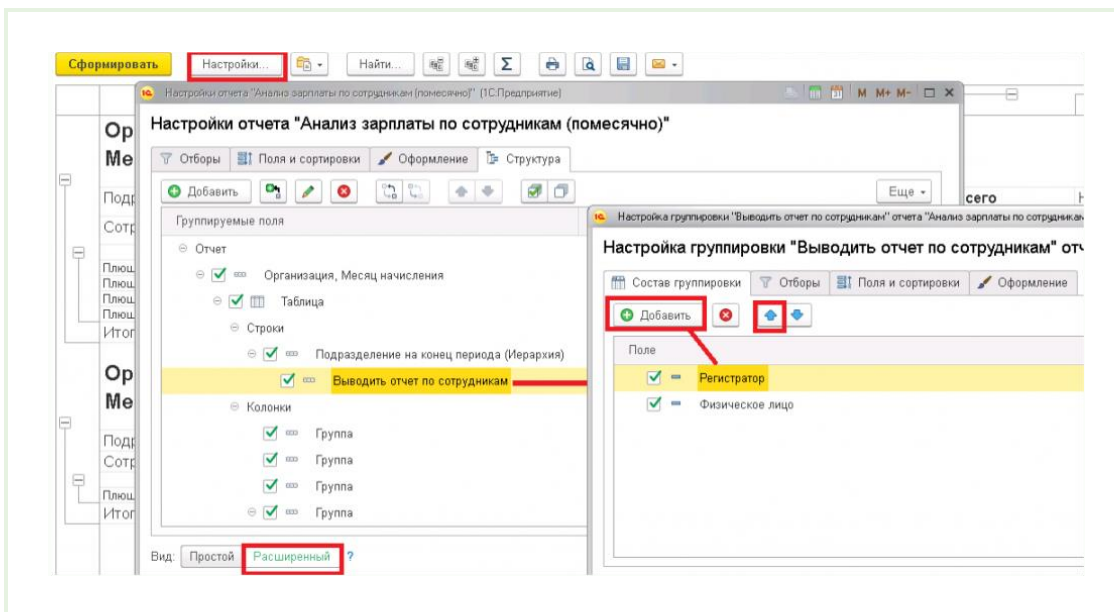 Сформировать Настройки... Найти... Σ
Настройки отчета "Анализ зарплаты по сотрудникам (помесячно)" (1С:Предприятие) M M+ M-
Настройки отчета "Анализ зарплаты по сотрудникам (помесячно)"
Отборы Поля и сортировки Оформление Структура
Добавить Еще
Группируемые поля
Отчет
Организация, Месяц начисления
Таблица
Строки
Подразделение на конец периода (Иерархия)
Выводить отчет по сотрудникам
Колонки
Группа
Группа
Группа
Группа
Вид: Простой Расширенный ?
Ор
Ме
Подр
Сотр
Плющ
Плющ
Плющ
Плющ
Итог
Ор
Ме
Подр
Сотр
Плющ
Итог
сего
Настройка группировки "Выводить отчет по сотрудникам" отчета "Анализ зарплаты по сотрудникам
Настройка группировки "Выводить отчет по сотрудникам" отч
Состав группировки Отборы Поля и сортировки Оформление
Добавить
Поле
Регистратор
Физическое лицо